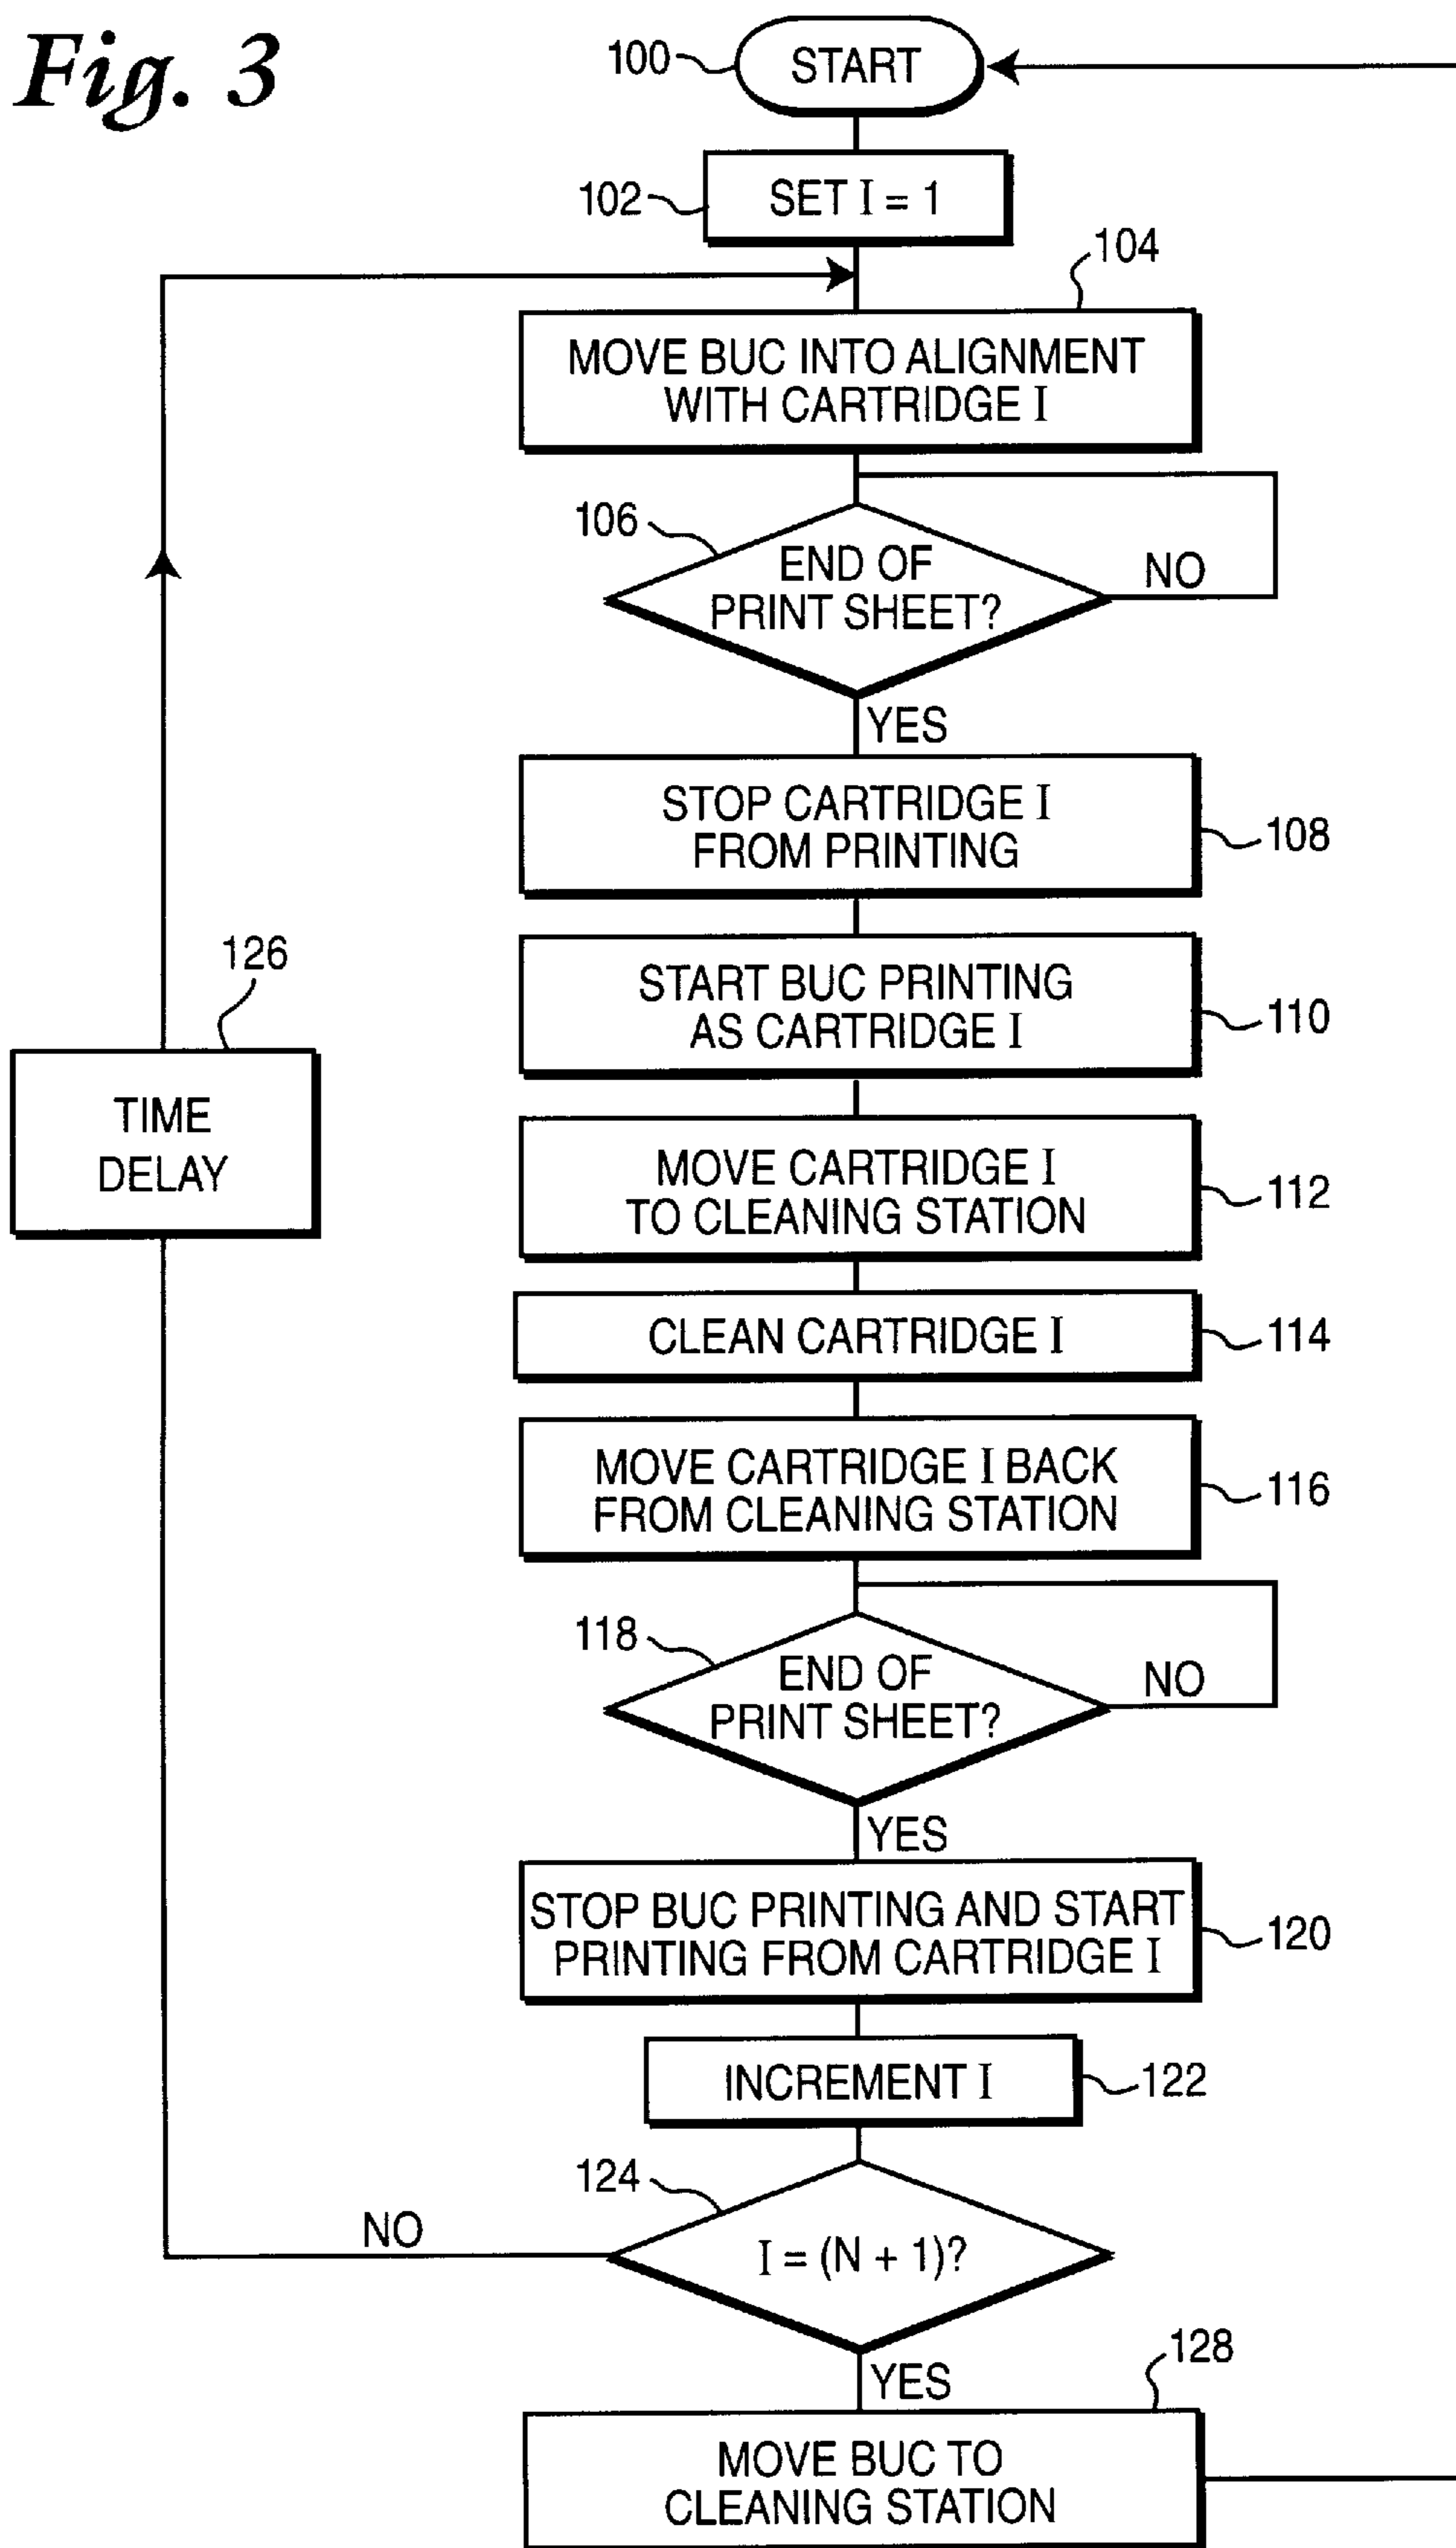 Fig. 3
100
START
102
SET I = 1
104
MOVE BUC INTO ALIGNMENT
WITH CARTRIDGE I
106
END OF
PRINT SHEET?
NO
YES
STOP CARTRIDGE I
FROM PRINTING
108
126
TIME
DELAY
START BUC PRINTING
AS CARTRIDGE I
110
MOVE CARTRIDGE I
TO CLEANING STATION
112
CLEAN CARTRIDGE I
114
MOVE CARTRIDGE I BACK
FROM CLEANING STATION
116
118
END OF
PRINT SHEET?
NO
YES
STOP BUC PRINTING AND START
PRINTING FROM CARTRIDGE I
120
INCREMENT I
122
124
I = (N + 1)?
NO
YES
128
MOVE BUC TO
CLEANING STATION